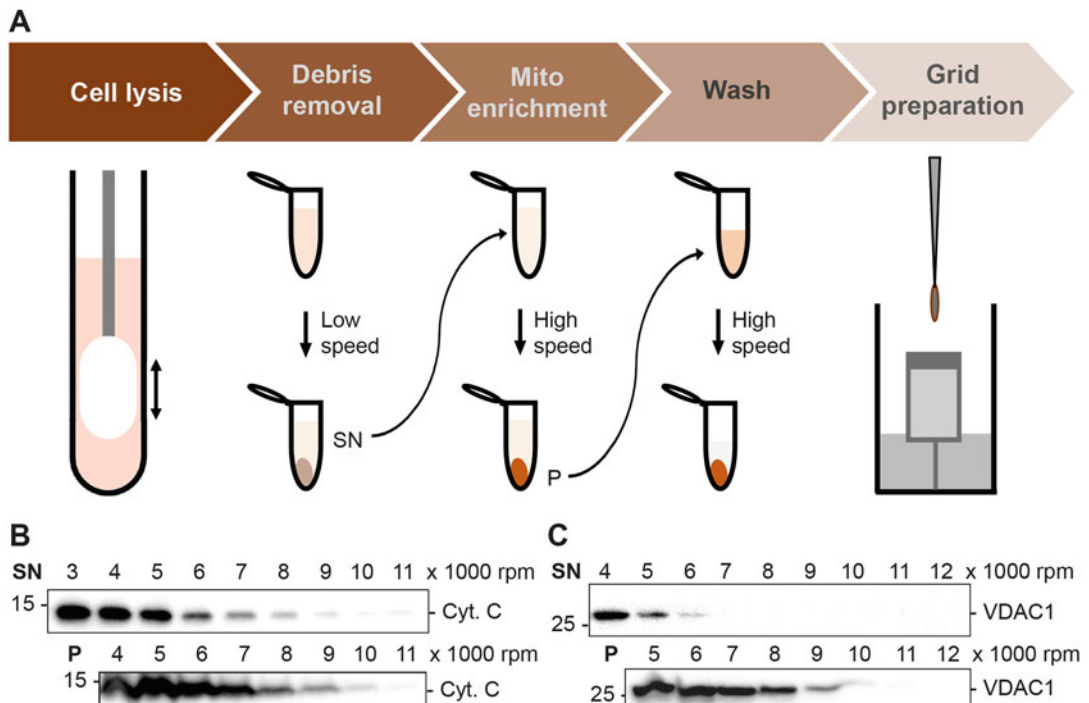 A
Cell lysis
Debris
removal
Mito
enrichment
Wash
Grid
preparation
Low
speed
High
speed
High
speed
SN
P
B
SN 3 4 5 6 7 8 9 10 11 x 1000 rpm
15
Cyt. C
P 4 5 6 7 8 9 10 11 x 1000 rpm
15
Cyt. C
C
SN 4 5 6 7 8 9 10 11 12 x 1000 rpm
25
VDAC1
P 5 6 7 8 9 10 11 12 x 1000 rpm
25
VDAC1